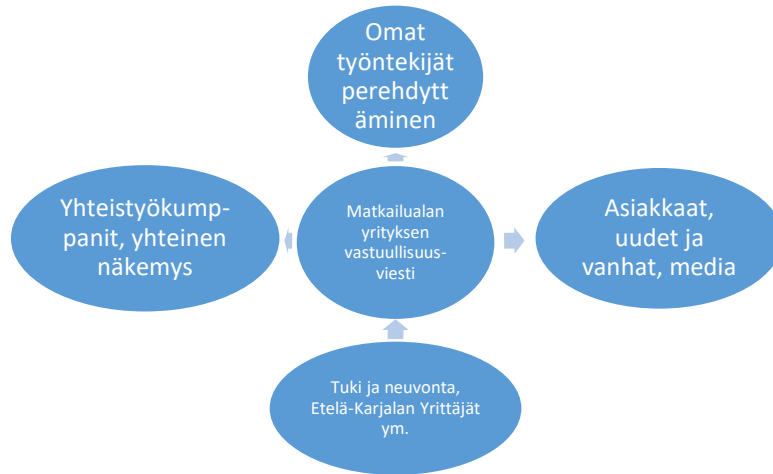 Omat
työntekijät
perehdytt
äminen
Yhteistyökump-
panit, yhteinen
näkemys
Matkailualan
yrityksen
vastuullisuus-
viesti
Asiakkaat,
uudet ja
vanhat, media
Tuki ja neuvonta,
Etelä-Karjalan Yrittäjät
ym.